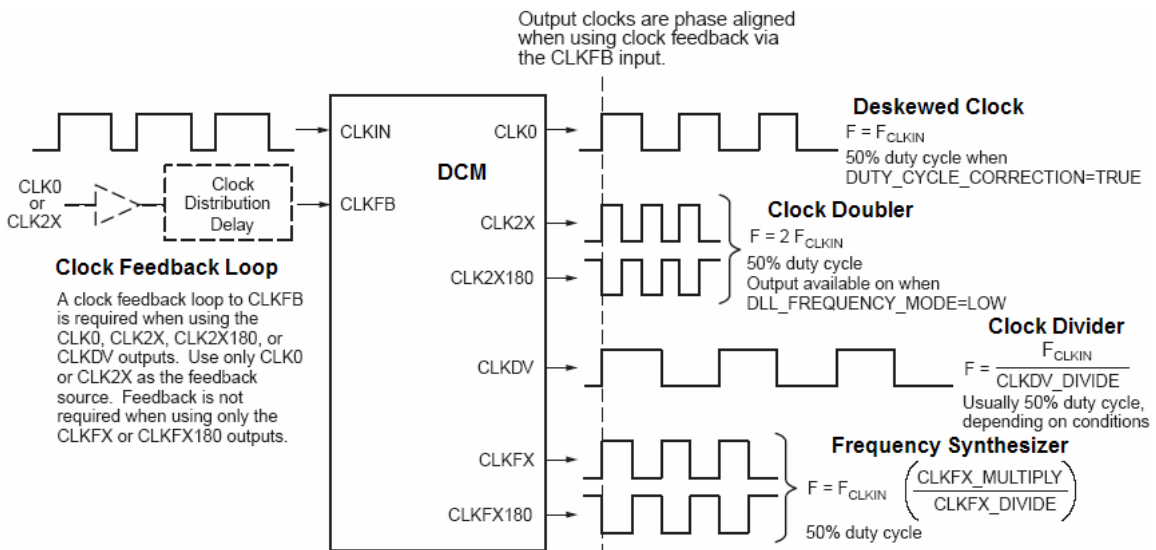 Output clocks are phase aligned
when using clock feedback via
the CLKFB input.
CLKIN
CLK0
DCM
CLKFB
CLK0
or
CLK2X
Clock
Distribution
Delay
Deskewed Clock
F = FCLKIN
50% duty cycle when
DUTY_CYCLE_CORRECTION=TRUE
Clock Feedback Loop
A clock feedback loop to CLKFB
is required when using the
CLK0, CLK2X, CLK2X180, or
CLKDV outputs. Use only CLK0
or CLK2X as the feedback
source. Feedback is not
required when using only the
CLKFX or CLKFX180 outputs.
CLK2X
CLK2X180
Clock Doubler
F = 2 FCLKIN
50% duty cycle
Output available on when
DLL_FREQUENCY_MODE=LOW
CLKDV
Clock Divider
F = FCLKIN
CLKDV_DIVIDE
Usually 50% duty cycle,
depending on conditions
CLKFX
CLKFX180
Frequency Synthesizer
F = FCLKIN (CLKFX_MULTIPLY
CLKFX_DIVIDE)
50% duty cycle